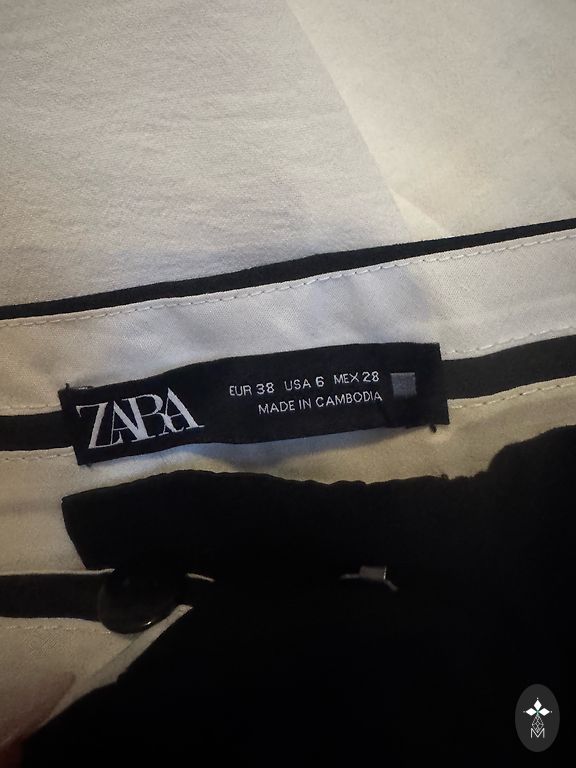 ZARA
EUR 38 USA 6 MEX 28
MADE IN CAMBODIA
M